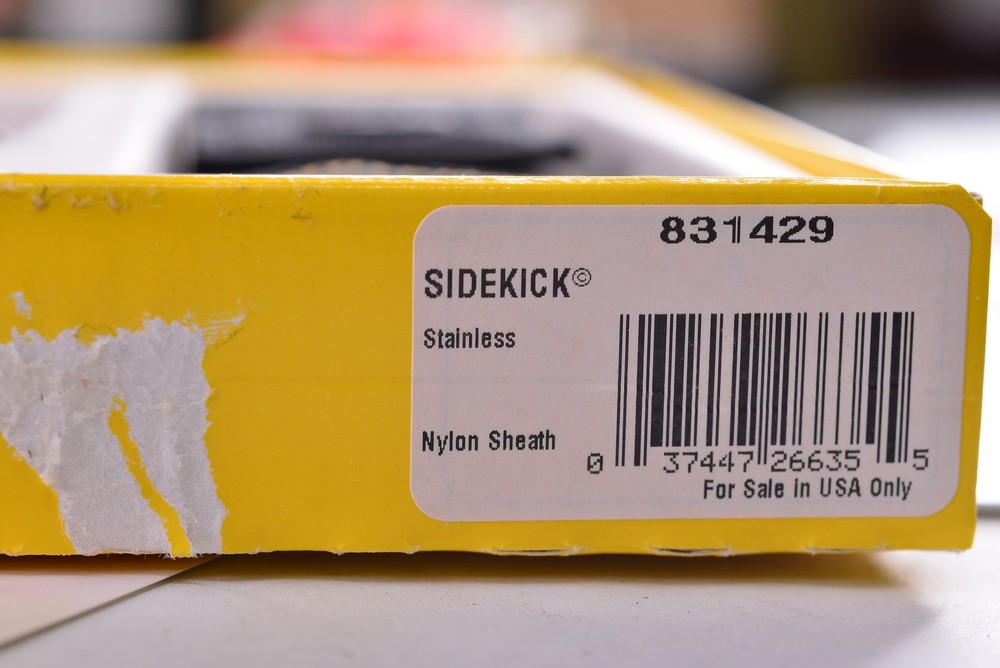 831429
SIDEKICK©
Stainless
Nylon Sheath
0 37447 26635 5
For Sale in USA Only